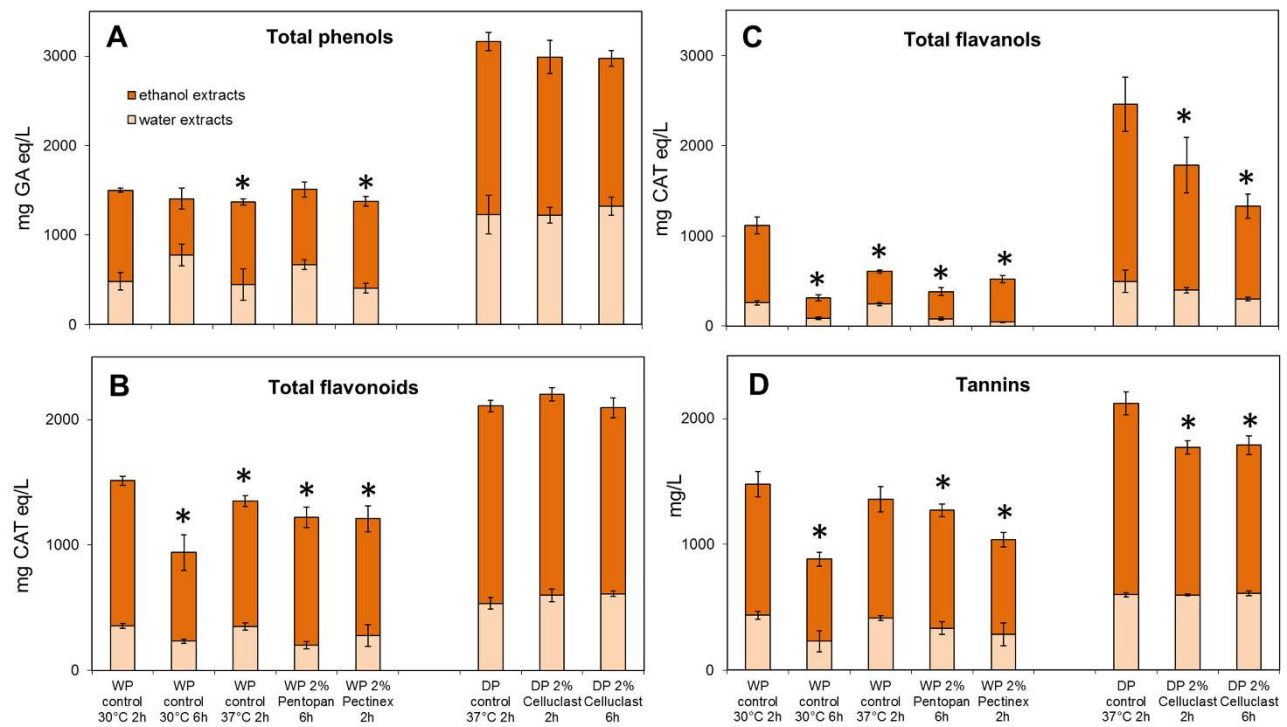 A
Total phenols
3000
2000
1000
0
mg GA eq/L
ethanol extracts
water extracts
*
*
C
Total flavanols
3000
2000
1000
0
mg CAT eq/L
*
*
*
*
*
*
B
Total flavonoids
2000
1000
0
mg CAT eq/L
*
*
*
*
WP
control
30°C 2h
WP
control
30°C 6h
WP
control
37°C 2h
WP 2%
Pentopan
6h
WP 2%
Pectinex
2h
DP
control
37°C 2h
DP 2%
Celluclast
2h
DP 2%
Celluclast
6h
D
Tannins
2000
1000
0
mg/L
*
*
*
*
*
WP
control
30°C 2h
WP
control
30°C 6h
WP
control
37°C 2h
WP 2%
Pentopan
6h
WP 2%
Pectinex
2h
DP
control
37°C 2h
DP 2%
Celluclast
2h
DP 2%
Celluclast
6h